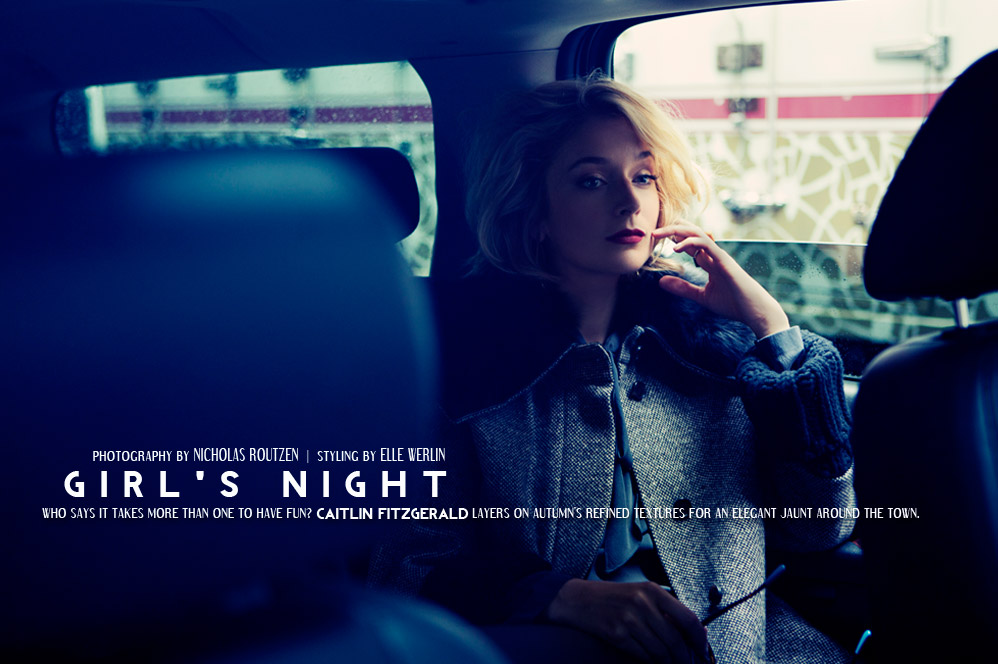 PHOTOGRAPHY BY NICHOLAS ROUTZEN | STYLING BY ELLE WERLIN
GIRL'S NIGHT
WHO SAYS IT TAKES MORE THAN ONE TO HAVE FUN? CAITLIN FITZGERALD LAYERS ON AUTUMN'S REFINED TEXTURES FOR AN ELEGANT JAUNT AROUND THE TOWN.